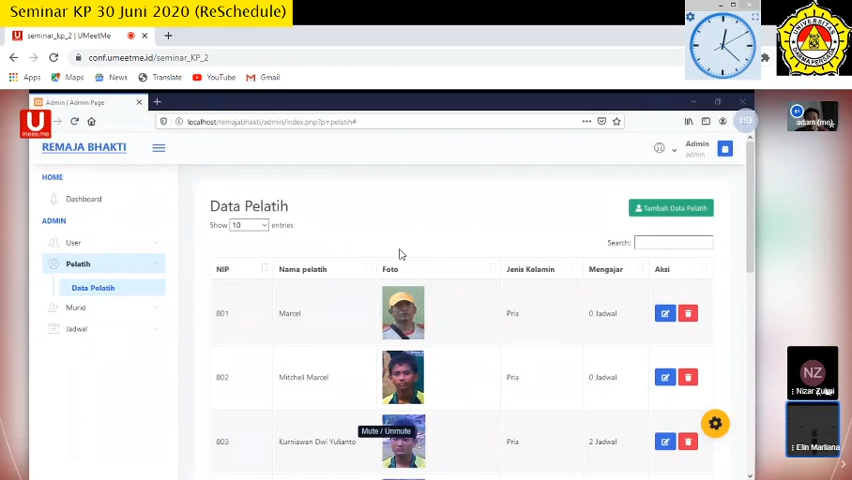 Seminar KP 30 Juni 2020 (ReSchedule)
seminar_kp_2 | UMeetMe
conf.umeetme.id/seminar_KP_2
Apps Maps News Translate YouTube Gmail
Admin | Admin Page
localhost/remajabhakti/admin/index.php?p=pelatih#
HD
adam (me)
REMAJA BHAKTI
Admin
admin
HOME
Dashboard
ADMIN
User
Pelatih
Data Pelatih
Murid
Jadwal
Data Pelatih
Tambah Data Pelatih
Show 10 entries
Search:
NIP Nama pelatih Foto Jenis Kelamin Mengajar Aksi
801 Marcel Pria 0 Jadwal
802 Mitchell Marcel Pria 0 Jadwal
803 Kurniawan Dwi Yulianto Pria 2 Jadwal
Mute / Unmute
NZ
Elin Marliana
UNIVERSITAS